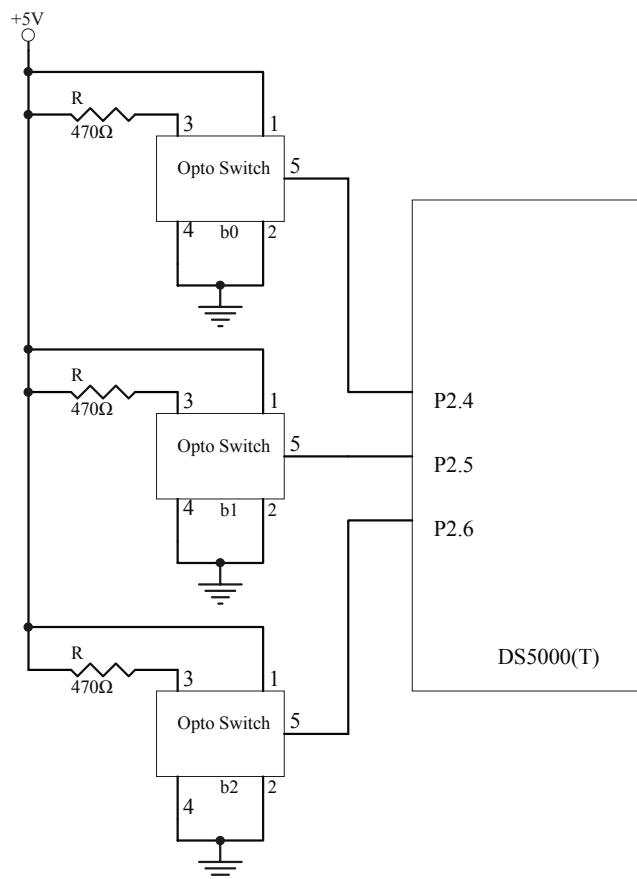 +5V
R
470Ω
3
1
Opto Switch
5
4
b0
2
R
470Ω
3
1
Opto Switch
5
4
b1
2
R
470Ω
3
1
Opto Switch
5
4
b2
2
P2.4
P2.5
P2.6
DS5000(T)